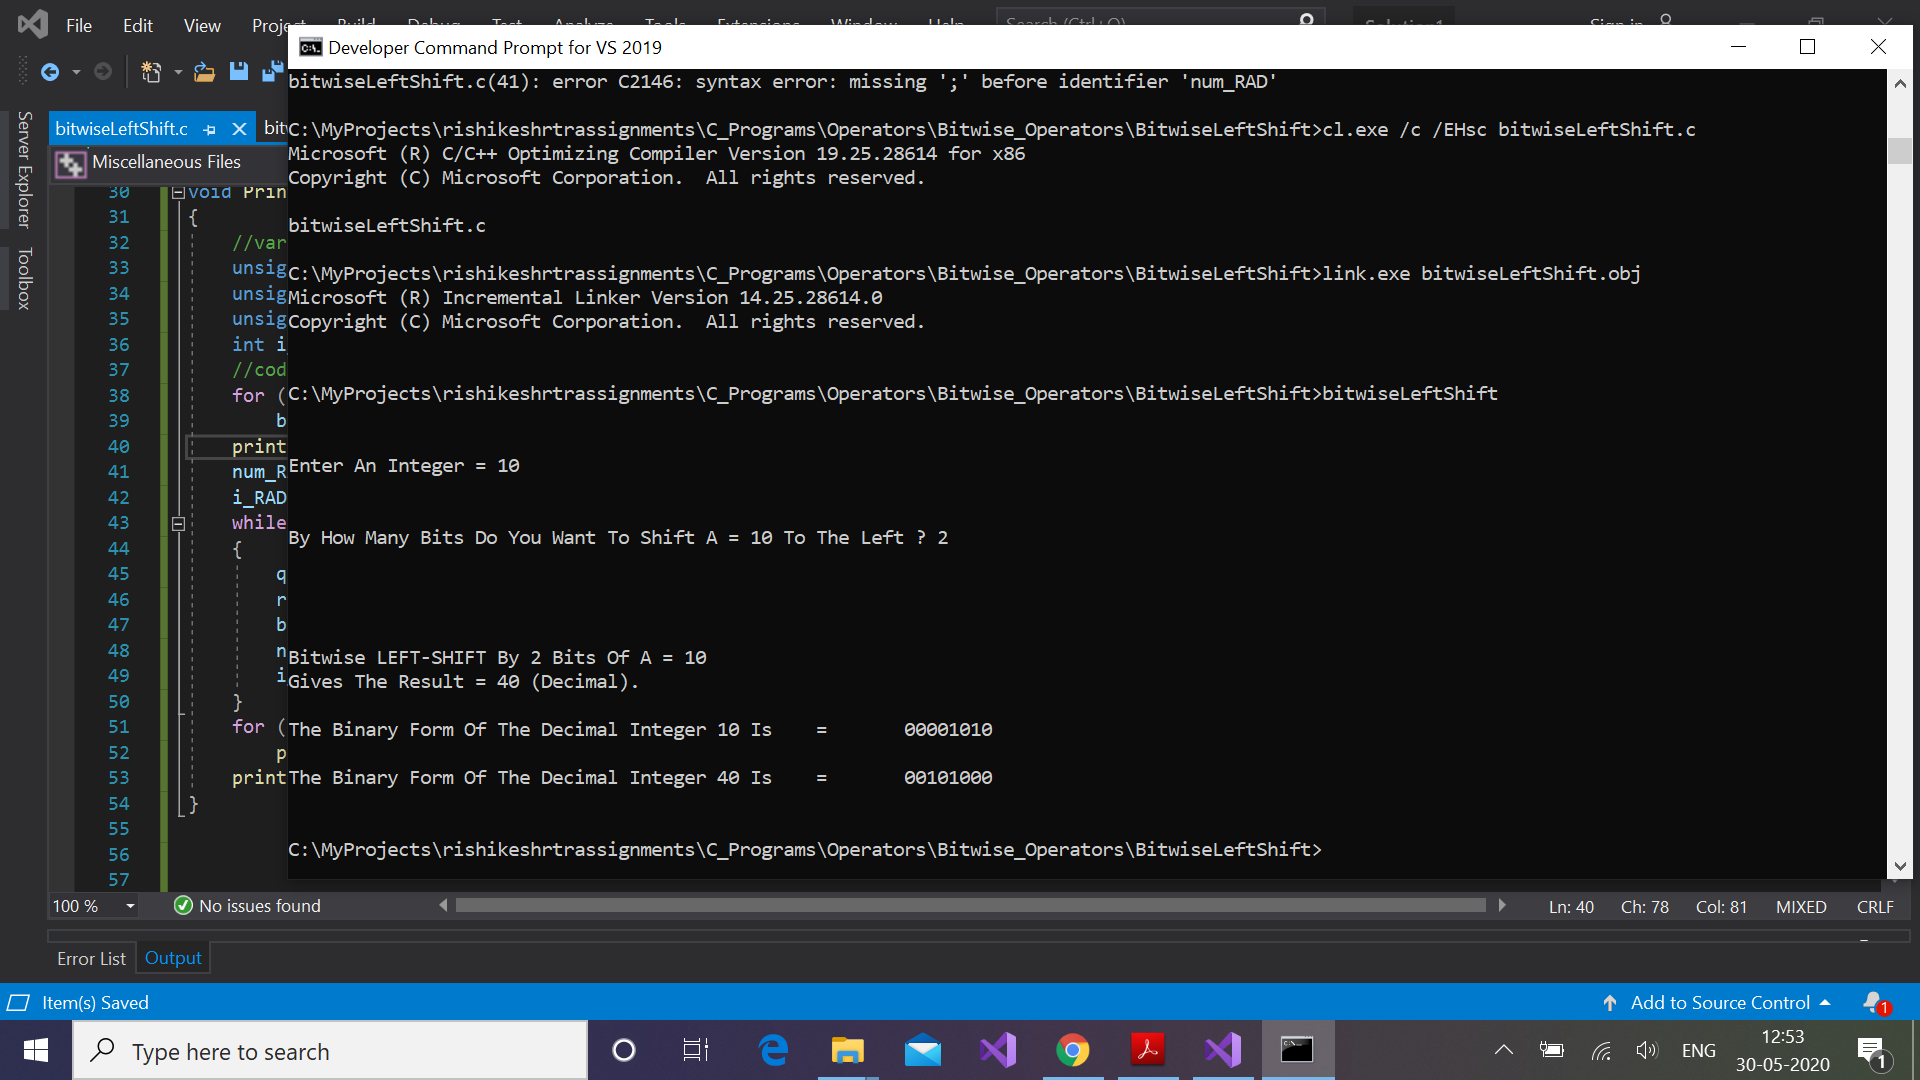 File Edit View Project Build Debug Test Analyze Tools Extensions Window Help Search (Ctrl+Q) Solution1 Sign in
Developer Command Prompt for VS 2019
bitwiseLeftShift.c(41): error C2146: syntax error: missing ';' before identifier 'num_RAD'
C:\MyProjects\rishikeshrtrassignments\C_Programs\Operators\Bitwise_Operators\BitwiseLeftShift>cl.exe /c /EHsc bitwiseLeftShift.c
Microsoft (R) C/C++ Optimizing Compiler Version 19.25.28614 for x86
Copyright (C) Microsoft Corporation.  All rights reserved.
bitwiseLeftShift.c
C:\MyProjects\rishikeshrtrassignments\C_Programs\Operators\Bitwise_Operators\BitwiseLeftShift>link.exe bitwiseLeftShift.obj
Microsoft (R) Incremental Linker Version 14.25.28614.0
Copyright (C) Microsoft Corporation.  All rights reserved.
C:\MyProjects\rishikeshrtrassignments\C_Programs\Operators\Bitwise_Operators\BitwiseLeftShift>bitwiseLeftShift
Enter An Integer = 10
By How Many Bits Do You Want To Shift A = 10 To The Left ? 2
Bitwise LEFT-SHIFT By 2 Bits Of A = 10
Gives The Result = 40 (Decimal).
The Binary Form Of The Decimal Integer 10 Is    =       00001010
The Binary Form Of The Decimal Integer 40 Is    =       00101000
C:\MyProjects\rishikeshrtrassignments\C_Programs\Operators\Bitwise_Operators\BitwiseLeftShift>
Server Explorer
Toolbox
bitwiseLeftShift.c bit
Miscellaneous Files
30 void Prin
31 {
32 //var
33 unsig
34 unsig
35 unsig
36 int i
37 //cod
38 for (
39 b
40 print
41 num_R
42 i_RAD
43 while
44 {
45 q
46 r
47 b
48 n
49 i
50 }
51 for (
52 p
53 print
54 }
55
56
57
100 % No issues found Ln: 40 Ch: 78 Col: 81 MIXED CRLF
Error List Output
Item(s) Saved Add to Source Control 1
Type here to search ENG 12:53
30-05-2020 1